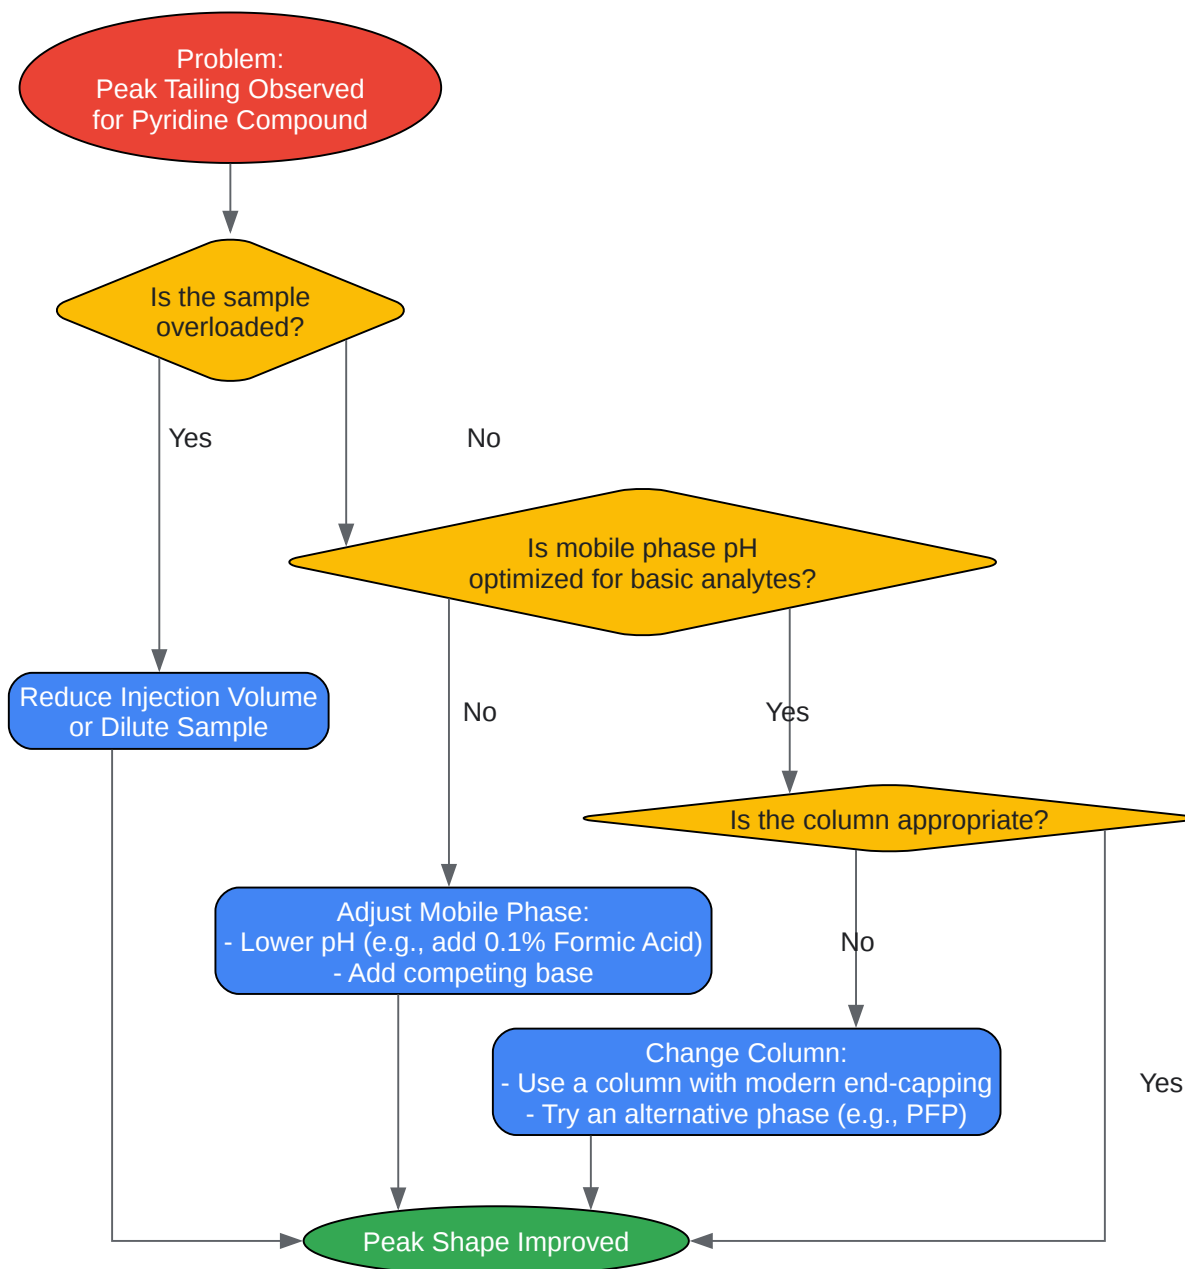 Problem:
Peak Tailing Observed
for Pyridine Compound
Is the sample
overloaded?
Yes
No
Is mobile phase pH
optimized for basic analytes?
Reduce Injection Volume
or Dilute Sample
No
Yes
Is the column appropriate?
Adjust Mobile Phase:
- Lower pH (e.g., add 0.1% Formic Acid)
- Add competing base
No
Change Column:
- Use a column with modern end-capping
- Try an alternative phase (e.g., PFP)
Yes
Peak Shape Improved